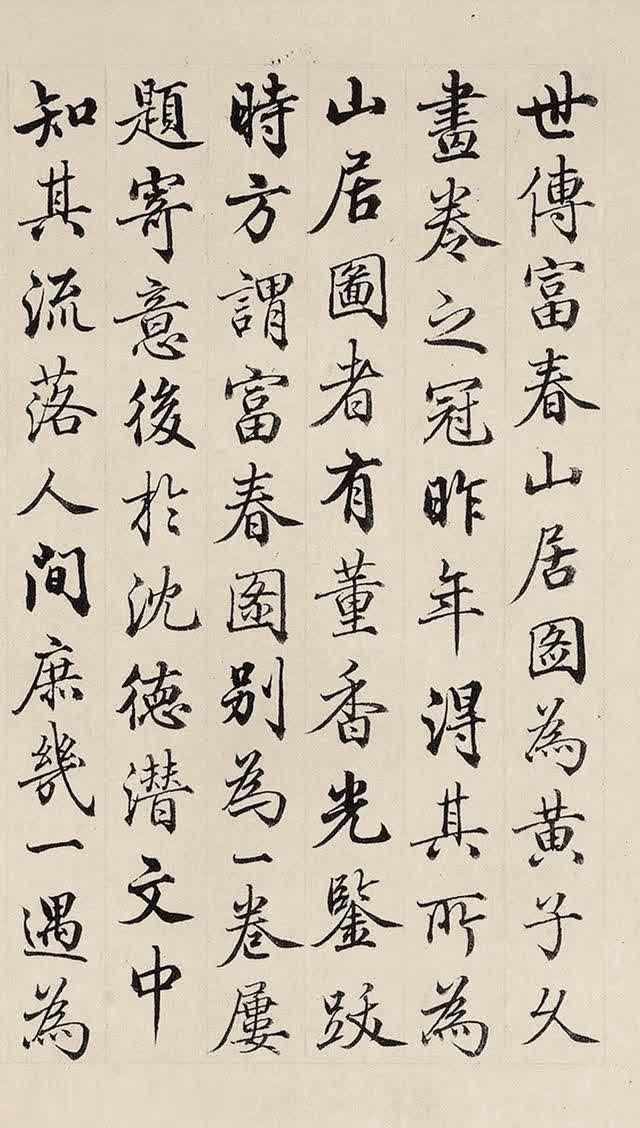 世傳富春山居圖為黃子久
畫卷之冠昨年得其所為
山居圖者有董香光鑒跋
時方謂富春圖別為一卷屢
題寄意後於沈德潛文中
知其流落人間庶幾一遇為